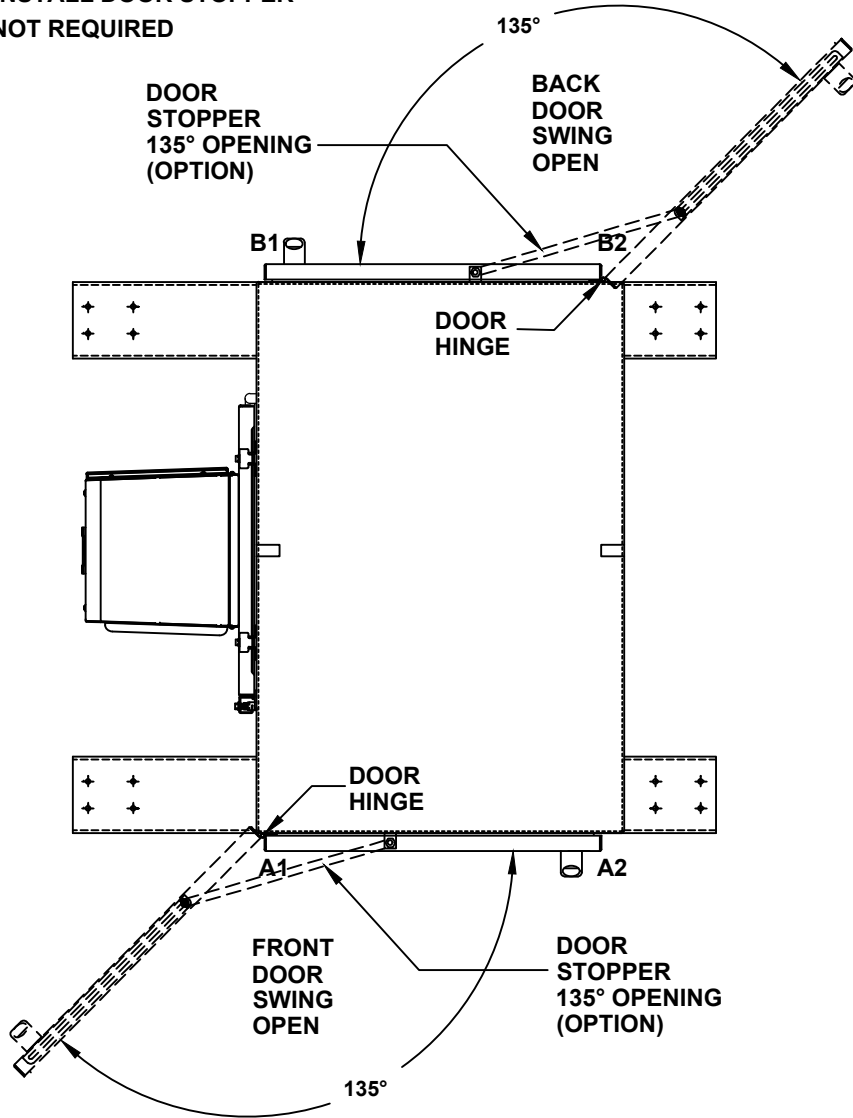 NOT REQUIRED
135°
DOOR
STOPPER
135° OPENING
(OPTION)
BACK
DOOR
SWING
OPEN
B1
B2
DOOR
HINGE
DOOR
HINGE
A1
A2
FRONT
DOOR
SWING
OPEN
DOOR
STOPPER
135° OPENING
(OPTION)
135°